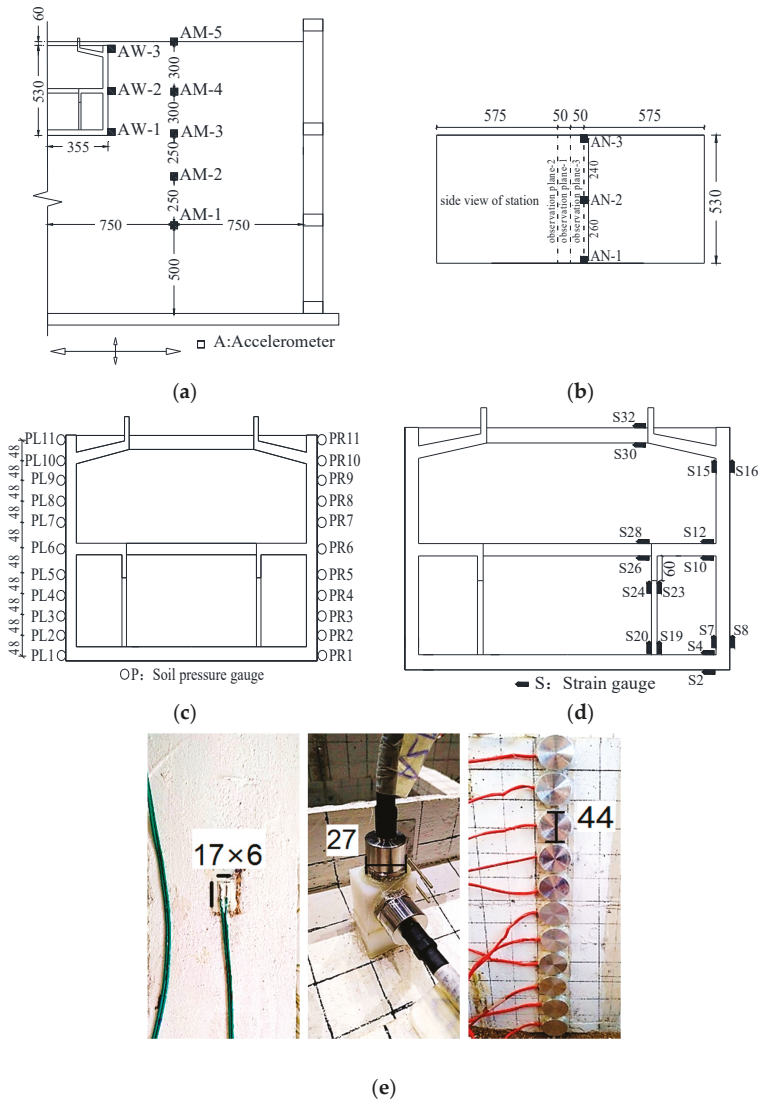 60
AM-5
AW-3
300
AW-2
AM-4
530
300
AW-1
AM-3
355
250
AM-2
250
AM-1
750
750
500
A:Accelerometer
(a)
575 50 50 575
AN-3
240
observation plane-2
observation plane-1
observation plane-3
side view of station
AN-2
530
260
AN-1
(b)
PL11 PR11
48
PL10 PR10
48
PL9 PR9
48
PL8 PR8
48
PL7 PR7
48
PL6 PR6
48
PL5 PR5
48
PL4 PR4
48
PL3 PR3
48
PL2 PR2
48
PL1 PR1
P: Soil pressure gauge
(c)
S32
S30
S15 S16
S28 S12
S26 60 S10
S24 S23
S20 S19 S7 S8
S4
S2
S: Strain gauge
(d)
17×6
27
44
(e)